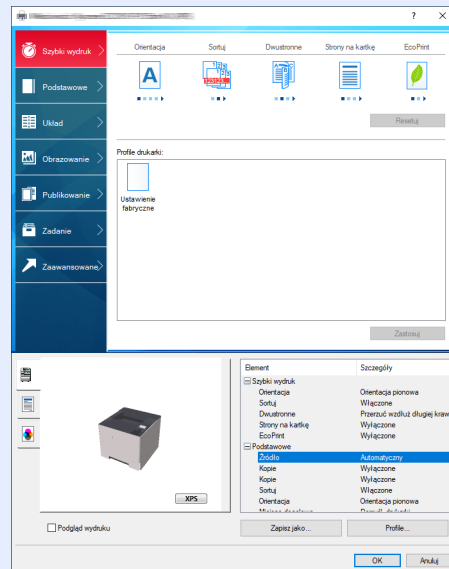 ? ×
Szybki wydruk
Podstawowe
Układ
Obrazowanie
Publikowanie
Zadanie
Zaawansowane
Orientacja Sortuj Dwustronne Strony na kartkę EcoPrint
A 123 123
Resetuj
Profile drukarki:
Ustawienie
fabryczne
Zastosuj
Element Szczegóły
Szybki wydruk
Orientacja Orientacja pionowa
Sortuj Włączone
Dwustronne Przerzuć wzdłuż długiej kraw
Strony na kartkę Wyłączone
EcoPrint Wyłączone
Podstawowe
Źródło Automatyczny
Kopie Wyłączone
Kopie Wyłączone
Sortuj Włączone
Orientacja Orientacja pionowa
XPS
Podgląd wydruku
Zapisz jako... Profile...
OK Anuluj